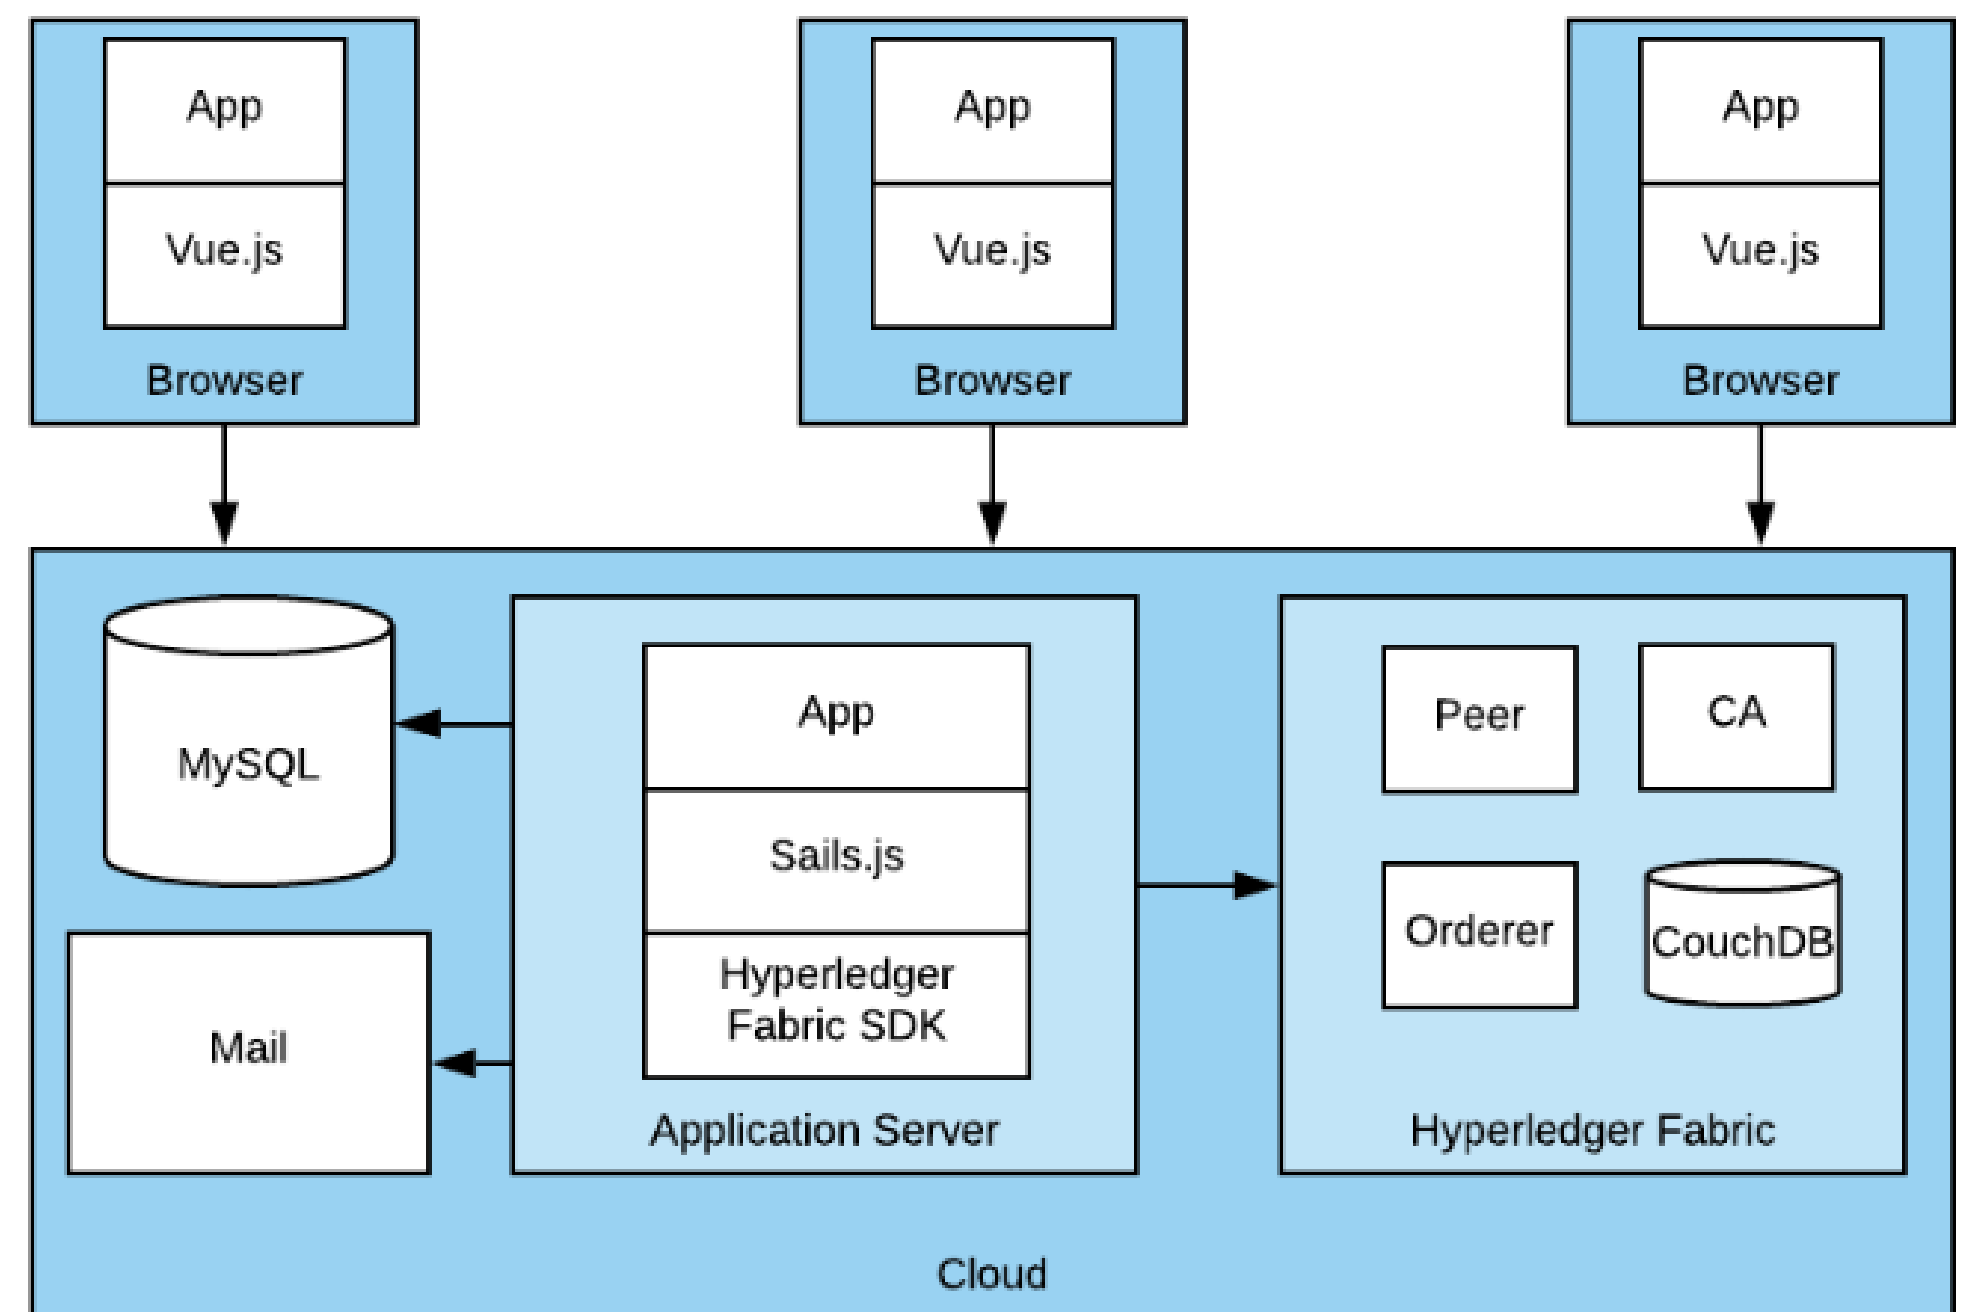 App
Vue.js
Browser
App
Vue.js
Browser
App
Vue.js
Browser
MySQL
Mail
App
Sails.js
Hyperledger
Fabric SDK
Application Server
Peer
CA
Orderer
CouchDB
Hyperledger Fabric
Cloud